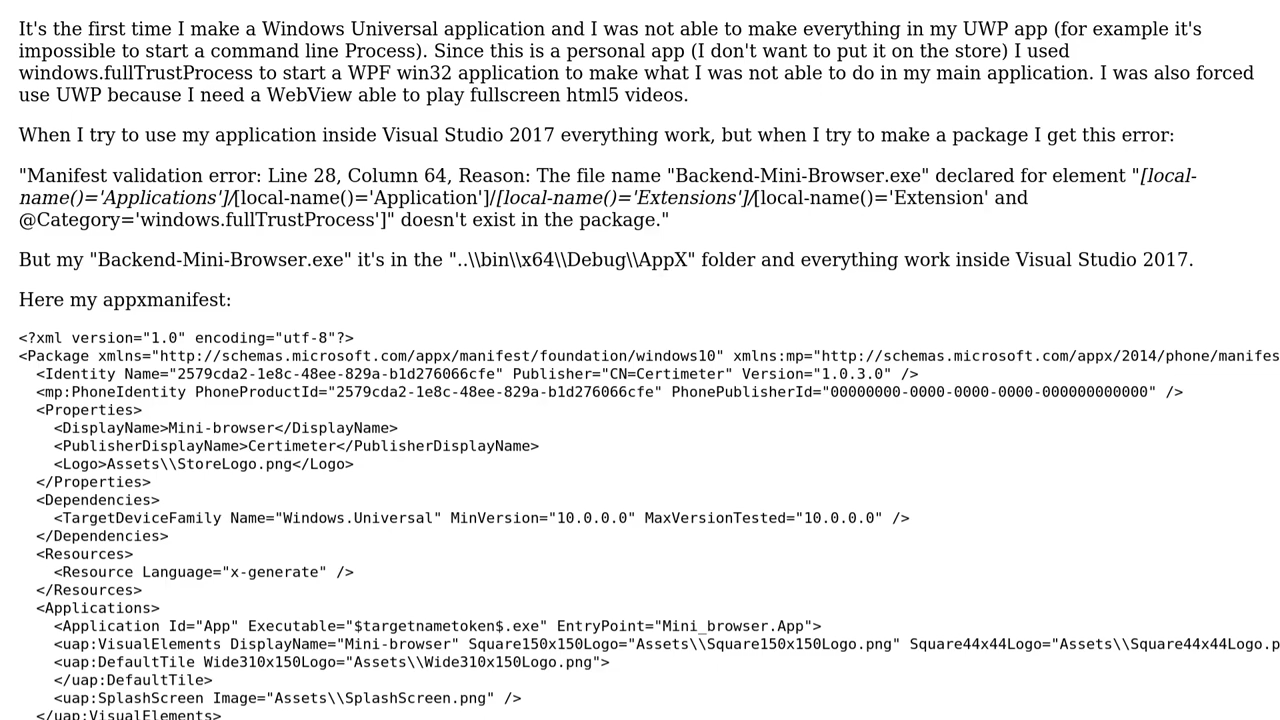 It's the first time I make a Windows Universal application and I was not able to make everything in my UWP app (for example it's
impossible to start a command line Process). Since this is a personal app (I don't want to put it on the store) I used
windows.fullTrustProcess to start a WPF win32 application to make what I was not able to do in my main application. I was also forced
use UWP because I need a WebView able to play fullscreen html5 videos.
When I try to use my application inside Visual Studio 2017 everything work, but when I try to make a package I get this error:
"Manifest validation error: Line 28, Column 64, Reason: The file name "Backend-Mini-Browser.exe" declared for element "[local-
name()='Applications']/[local-name()='Application']/[local-name()='Extensions']/[local-name()='Extension' and
@Category='windows.fullTrustProcess']" doesn't exist in the package."
But my "Backend-Mini-Browser.exe" it's in the "..\\bin\\x64\\Debug\\AppX" folder and everything work inside Visual Studio 2017.
Here my appxmanifest:
<?xml version="1.0" encoding="utf-8"?>
<Package xmlns="http://schemas.microsoft.com/appx/manifest/foundation/windows10" xmlns:mp="http://schemas.microsoft.com/appx/2014/phone/manifes
  <Identity Name="2579cda2-1e8c-48ee-829a-b1d276066cfe" Publisher="CN=Certimeter" Version="1.0.3.0" />
  <mp:PhoneIdentity PhoneProductId="2579cda2-1e8c-48ee-829a-b1d276066cfe" PhonePublisherId="00000000-0000-0000-0000-000000000000" />
  <Properties>
    <DisplayName>Mini-browser</DisplayName>
    <PublisherDisplayName>Certimeter</PublisherDisplayName>
    <Logo>Assets\\StoreLogo.png</Logo>
  </Properties>
  <Dependencies>
    <TargetDeviceFamily Name="Windows.Universal" MinVersion="10.0.0.0" MaxVersionTested="10.0.0.0" />
  </Dependencies>
  <Resources>
    <Resource Language="x-generate" />
  </Resources>
  <Applications>
    <Application Id="App" Executable="$targetnametoken$.exe" EntryPoint="Mini_browser.App">
    <uap:VisualElements DisplayName="Mini-browser" Square150x150Logo="Assets\\Square150x150Logo.png" Square44x44Logo="Assets\\Square44x44Logo.p
    <uap:DefaultTile Wide310x150Logo="Assets\\Wide310x150Logo.png">
    </uap:DefaultTile>
    <uap:SplashScreen Image="Assets\\SplashScreen.png" />
  </uap:VisualElements>